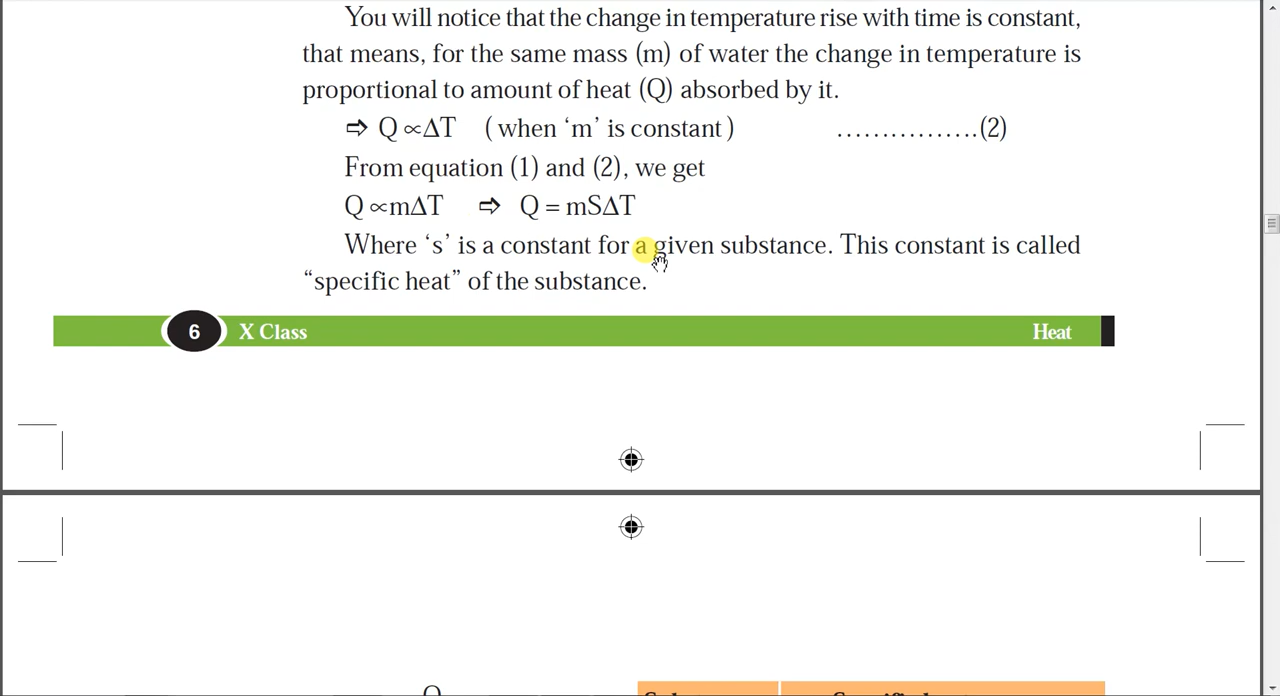 You will notice that the change in temperature rise with time is constant,
that means, for the same mass (m) of water the change in temperature is
proportional to amount of heat (Q) absorbed by it.
⇨ Q ∝∆T ( when ‘m’ is constant ) ................(2)
From equation (1) and (2), we get
Q ∝m∆T ⇨ Q = mS∆T
Where ‘s’ is a constant for a given substance. This constant is called
“specific heat” of the substance.
6 X Class Heat